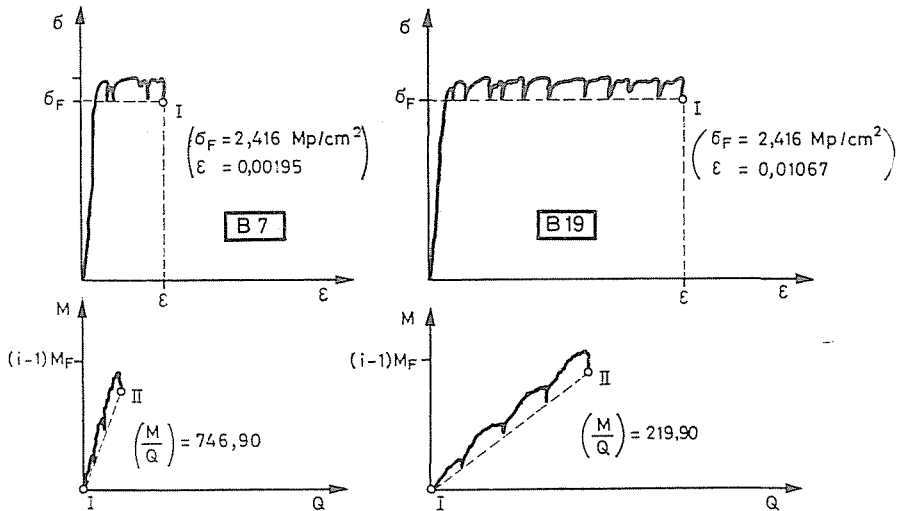 σ
σF
I
(σF = 2,416 Mp/cm²
ε = 0,00195)
B 7
ε
ε
σ
σF
I
(σF = 2,416 Mp/cm²
ε = 0,01067)
B 19
ε
ε
M
(i-1)MF
II
(M/Q) = 746,90
I
Q
M
(i-1)MF
II
(M/Q) = 219,90
I
Q